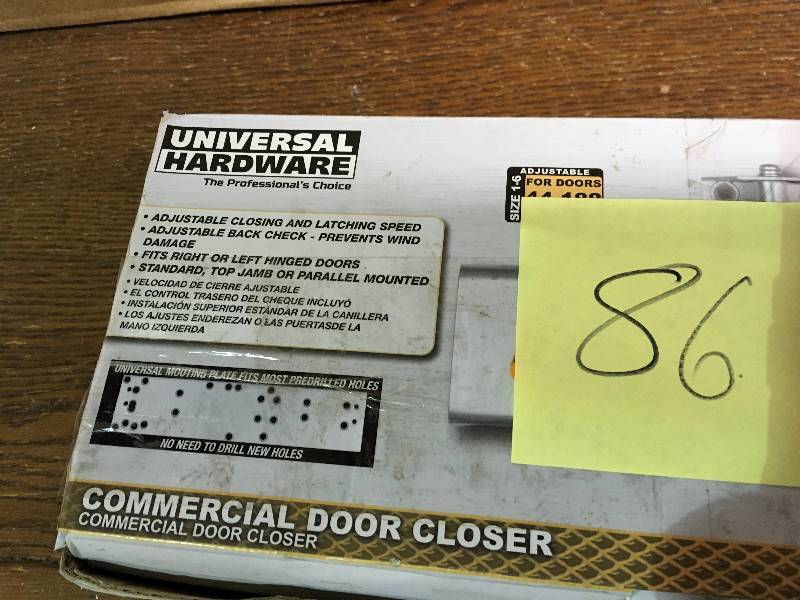 UNIVERSAL
HARDWARE
The Professional's Choice
ADJUSTABLE
SIZE 1-6
FOR DOORS
• ADJUSTABLE CLOSING AND LATCHING SPEED
• ADJUSTABLE BACK CHECK - PREVENTS WIND
DAMAGE
• FITS RIGHT OR LEFT HINGED DOORS
• STANDARD, TOP JAMB OR PARALLEL MOUNTED
• VELOCIDAD DE CIERRE AJUSTABLE
• EL CONTROL TRASERO DEL CHEQUE INCLUYÓ
• INSTALACIÓN SUPERIOR ESTÁNDAR DE LA CANILLERA
• LOS AJUSTES ENDEREZAN O LAS PUERTASDE LA
MANO IZQUIERDA
86
UNIVERSAL MOOTING PLATE FITS MOST PREDRILLED HOLES
NO NEED TO DRILL NEW HOLES
COMMERCIAL DOOR CLOSER
COMMERCIAL DOOR CLOSER